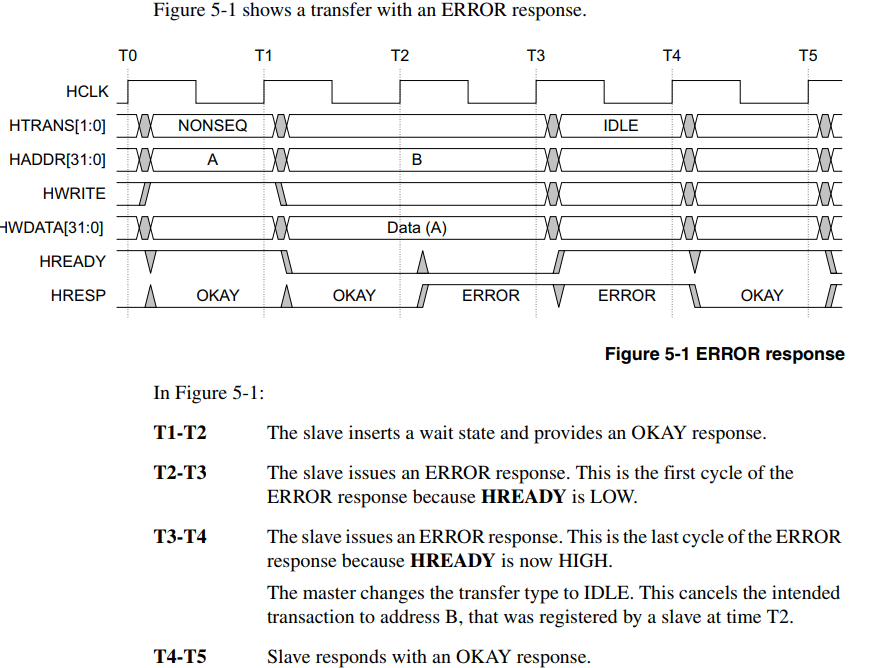 Figure 5-1 shows a transfer with an ERROR response.
T0 T1 T2 T3 T4 T5
HCLK
HTRANS[1:0] NONSEQ IDLE
HADDR[31:0] A B
HWRITE
HWDATA[31:0] Data (A)
HREADY
HRESP OKAY OKAY ERROR ERROR OKAY
Figure 5-1 ERROR response
In Figure 5-1:
T1-T2 The slave inserts a wait state and provides an OKAY response.
T2-T3 The slave issues an ERROR response. This is the first cycle of the
ERROR response because HREADY is LOW.
T3-T4 The slave issues an ERROR response. This is the last cycle of the ERROR
response because HREADY is now HIGH.
The master changes the transfer type to IDLE. This cancels the intended
transaction to address B, that was registered by a slave at time T2.
T4-T5 Slave responds with an OKAY response.